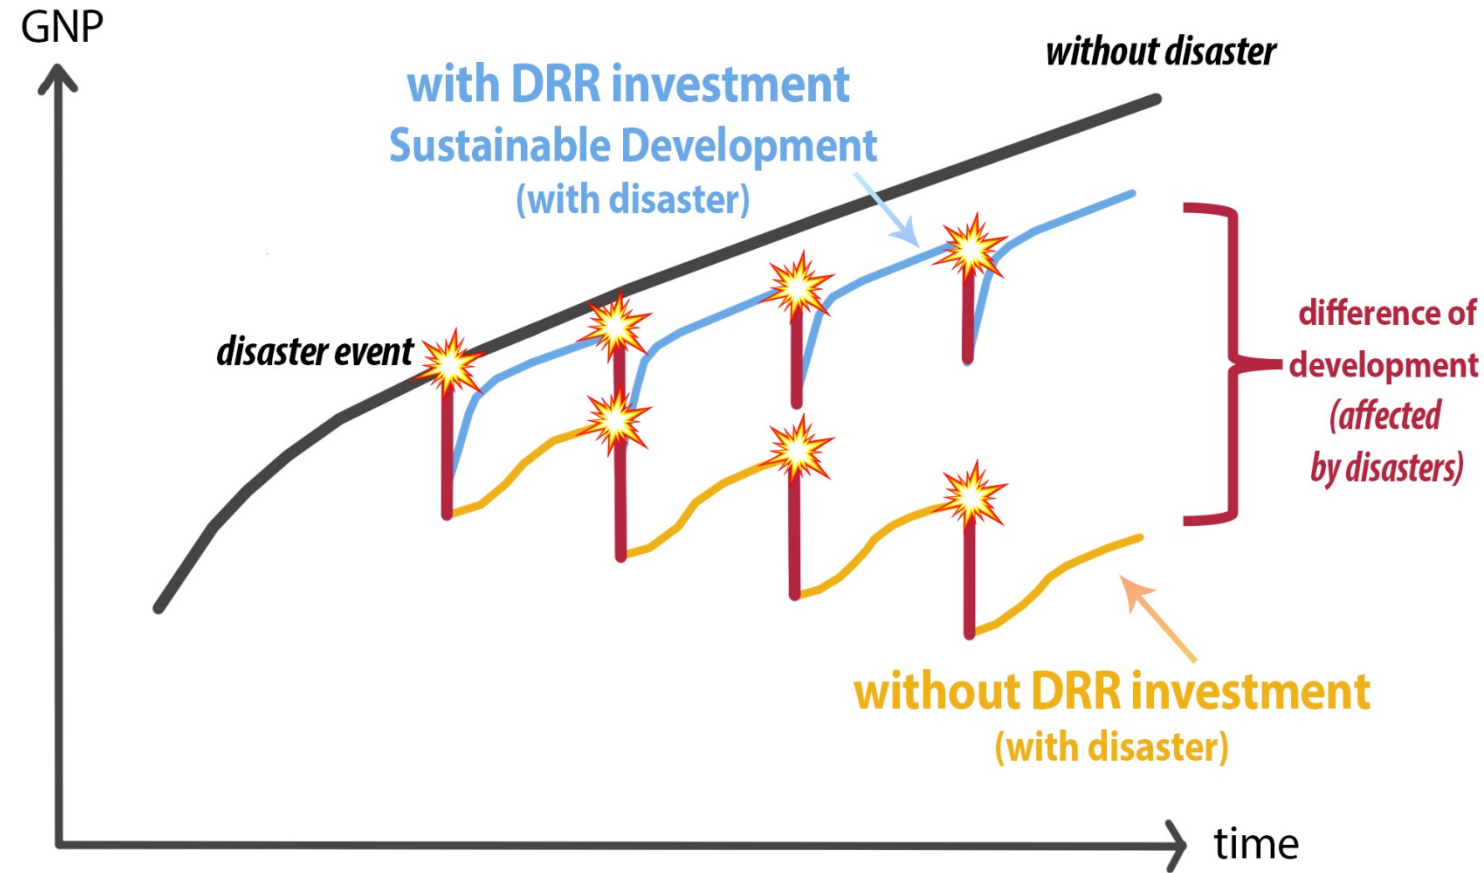 GNP
without disaster
with DRR investment
Sustainable Development
(with disaster)
disaster event
difference of
development
(affected
by disasters)
without DRR investment
(with disaster)
time